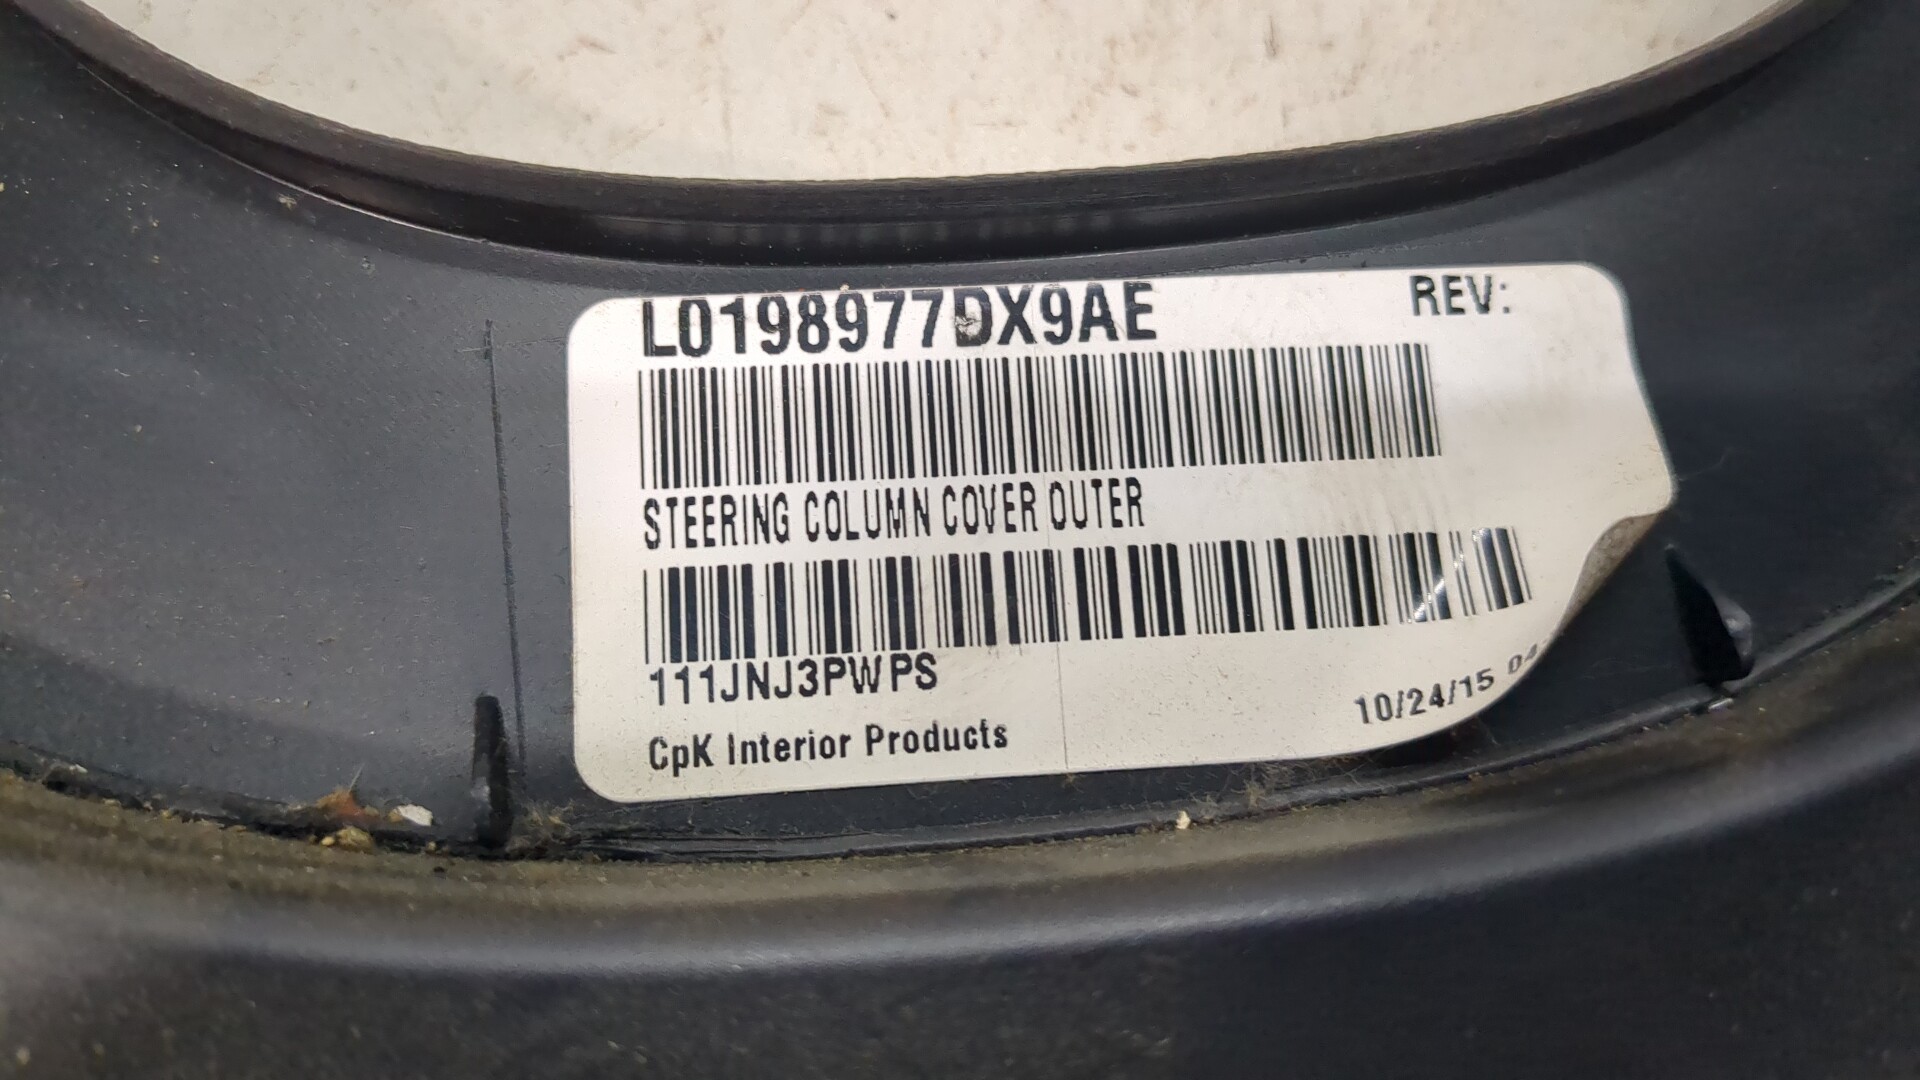 L0198977DX9AE REV:
STEERING COLUMN COVER OUTER
111JNJ3PWPS
CpK Interior Products 10/24/15